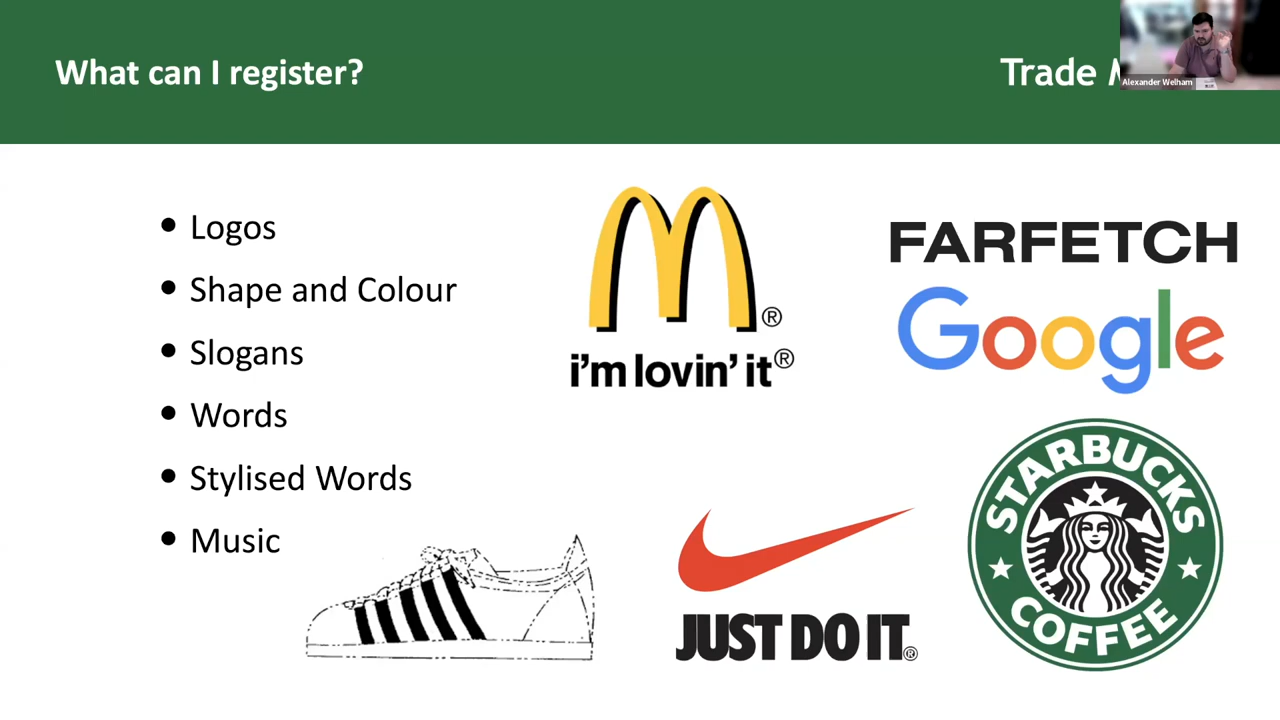 What can I register?
Trade
Alexander Welham
• Logos
• Shape and Colour
• Slogans
• Words
• Stylised Words
• Music
®
i'm lovin' it®
FARFETCH
Google
JUST DO IT®
STARBUCKS
COFFEE